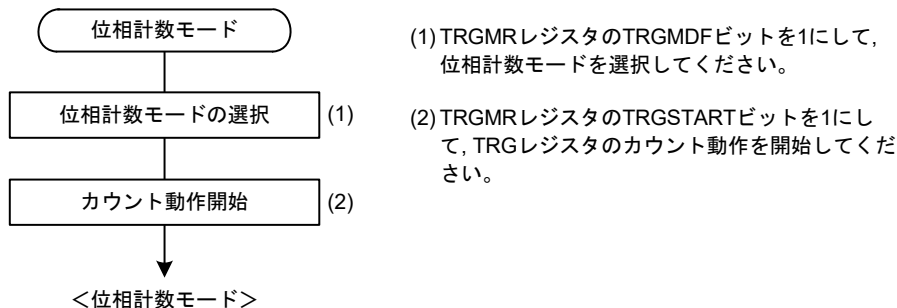 位相計数モード
位相計数モードの選択 (1)
カウント動作開始 (2)
＜位相計数モード＞
(1) TRGMRレジスタのTRGMDFビットを1にして,
位相計数モードを選択してください。
(2) TRGMRレジスタのTRGSTARTビットを1にし
て, TRGレジスタのカウント動作を開始してくだ
さい。